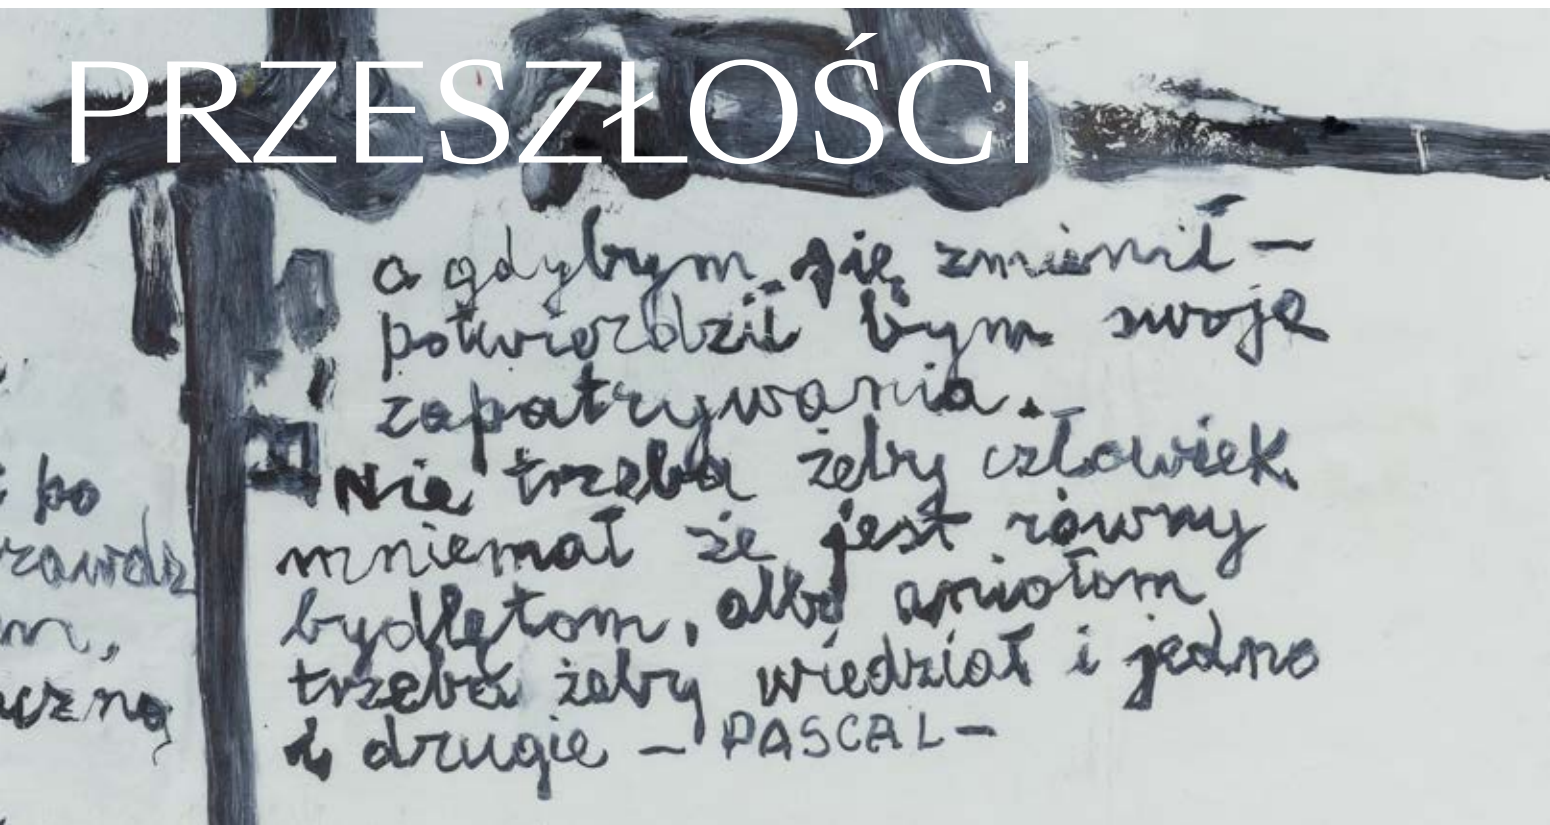 PRZESZŁOŚCI
a gdybym się zmienił –
potwierdził bym swoje
zapatrywania.
Nie trzeba żeby człowiek
mniemał że jest równy
bydlętom, albo aniołom
trzeba żeby wiedział i jedno
i drugie – PASCAL –
bo